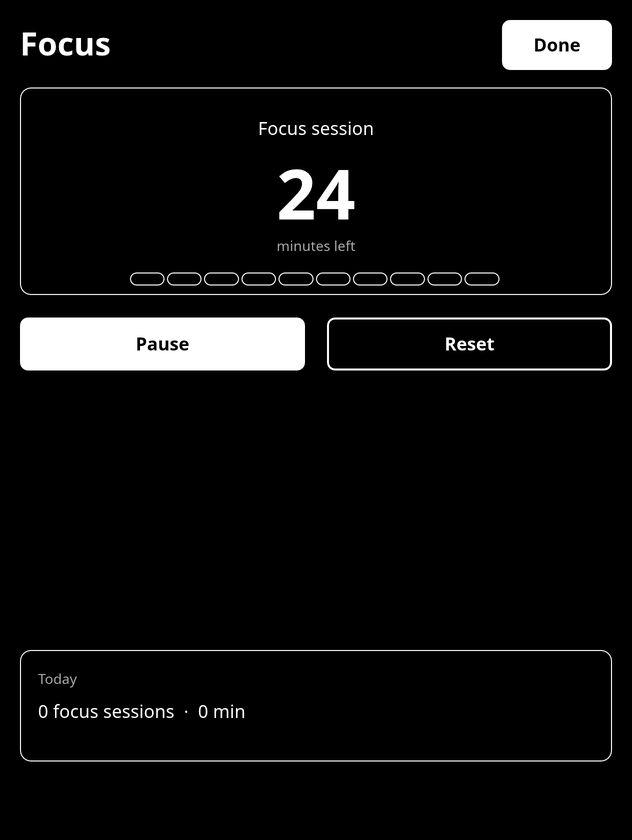 Focus
Done
Focus session
24
minutes left
Pause
Reset
Today
0 focus sessions · 0 min